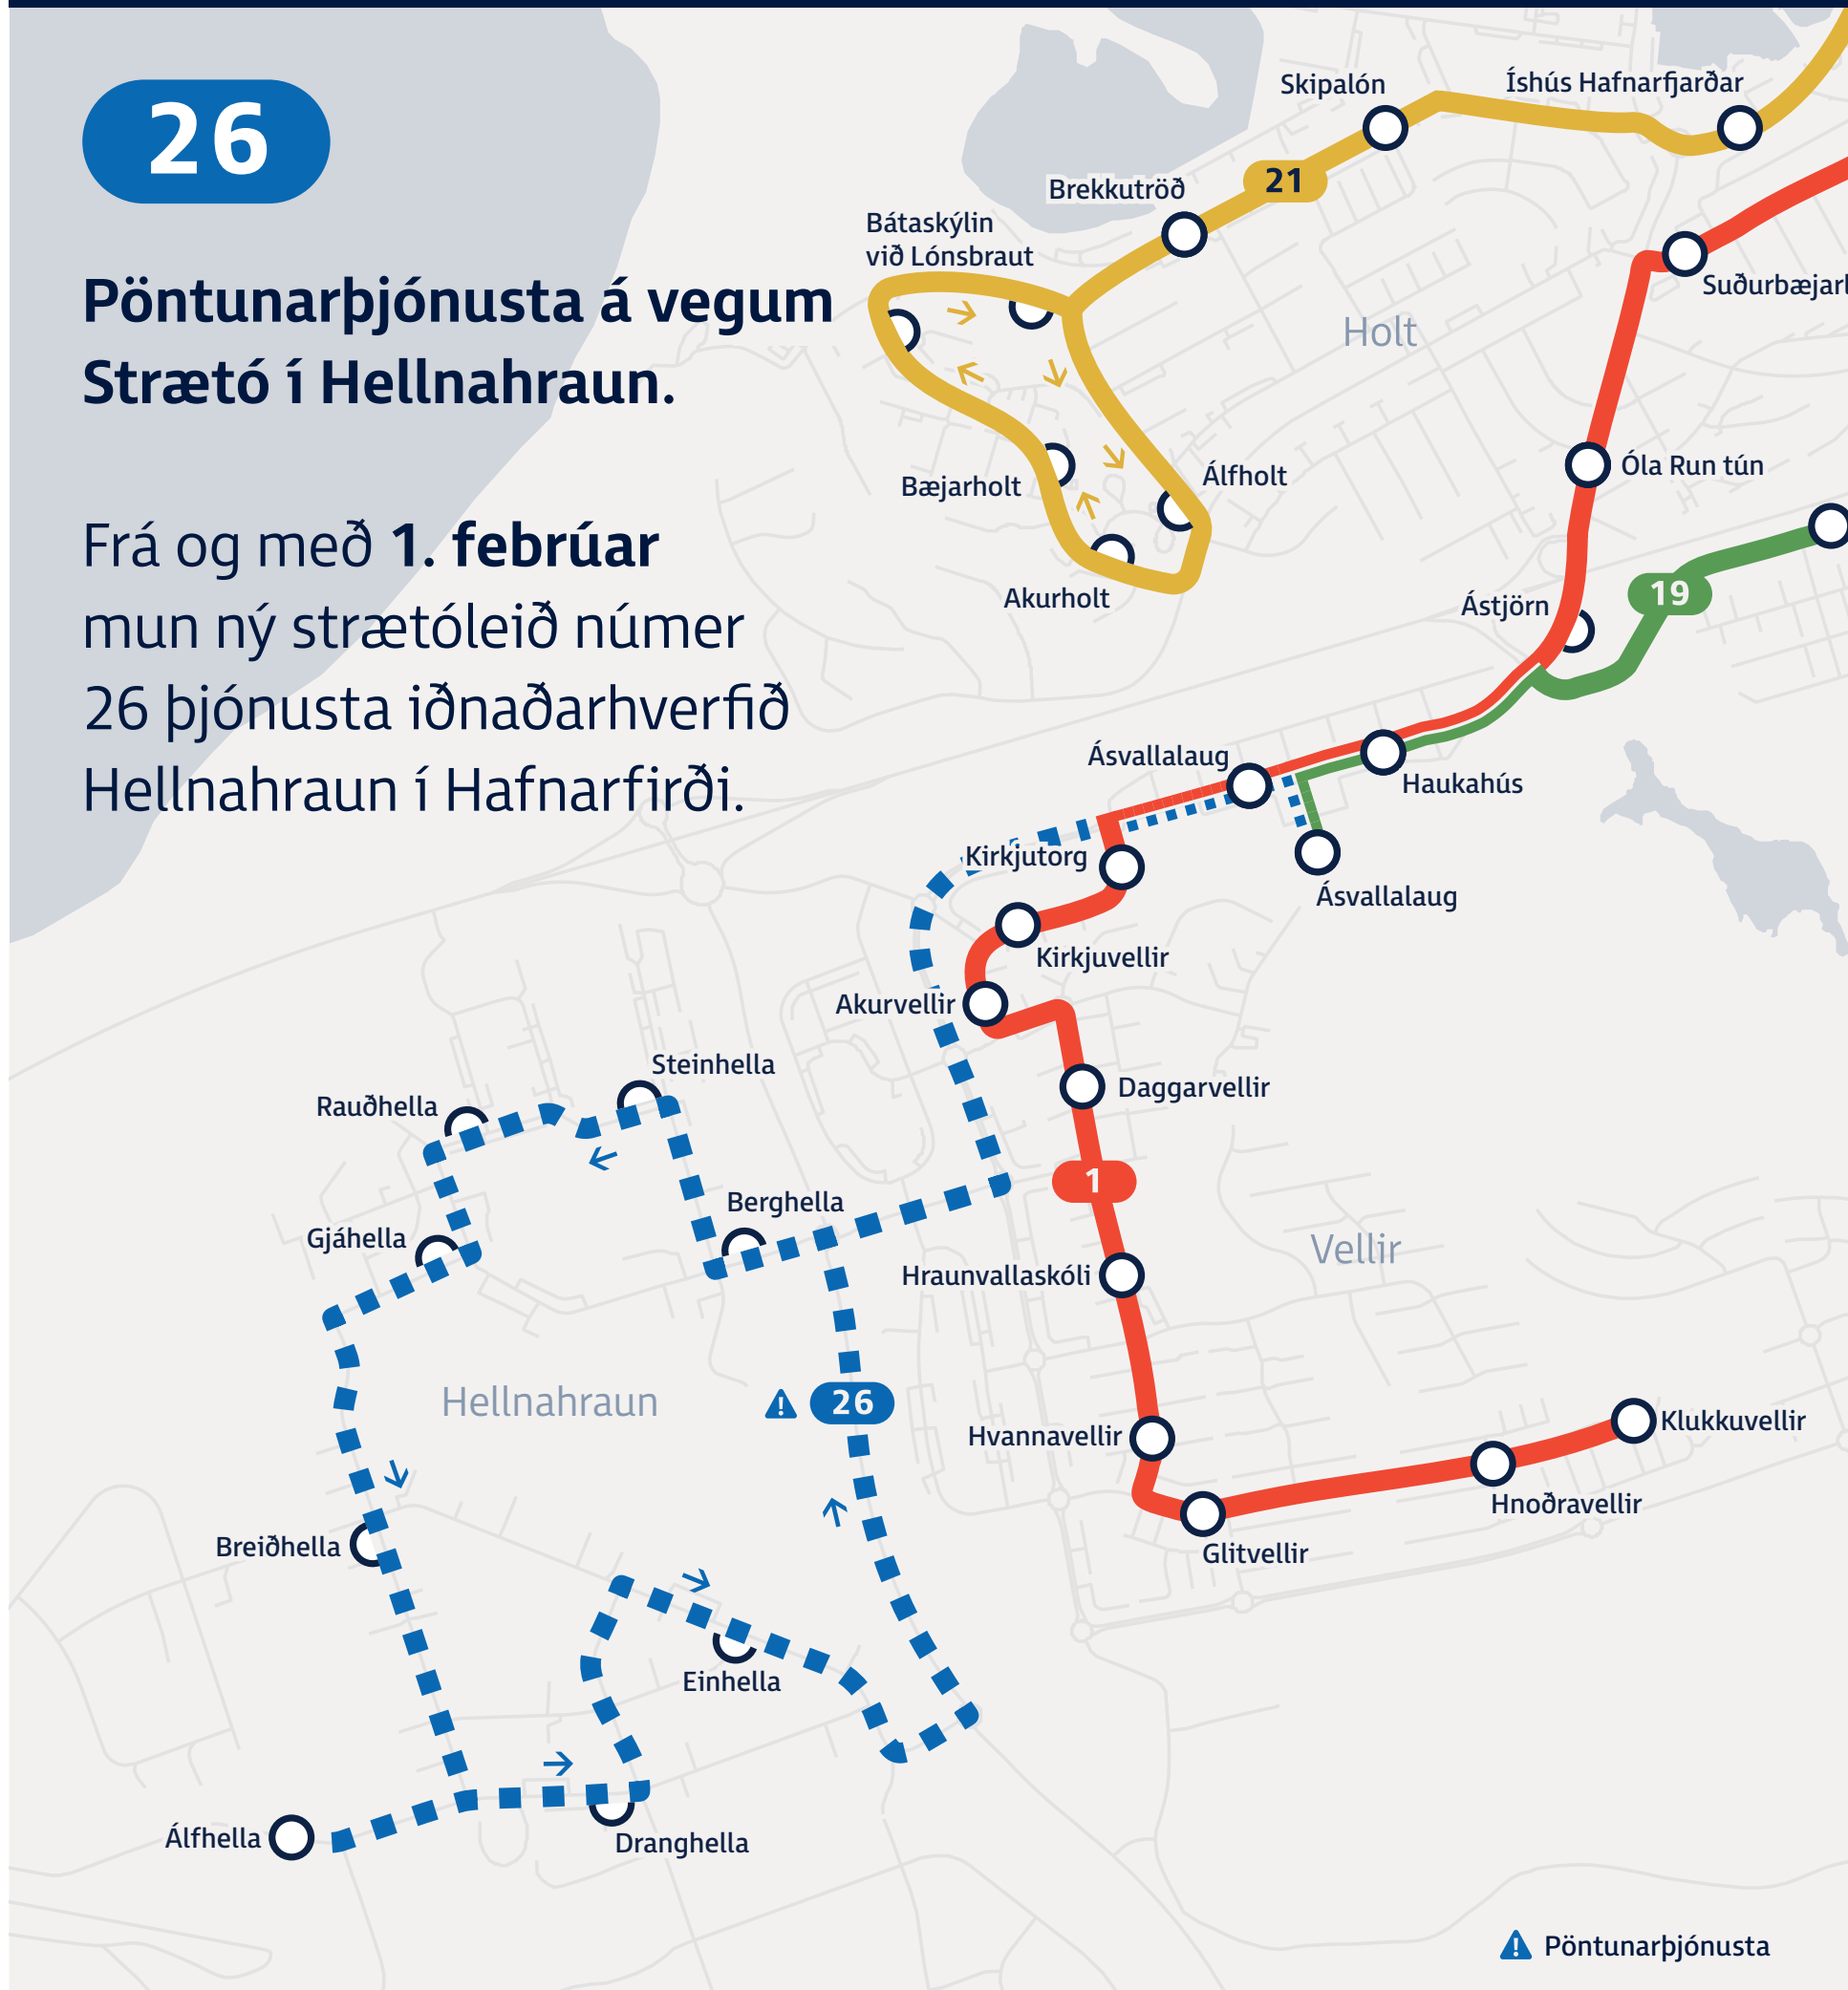 26
Pöntunarþjónusta á vegum
Strætó í Hellnahraun.
Frá og með 1. febrúar
mun ný strætóleið númer
26 þjónusta iðnaðarhverfið
Hellnahraun í Hafnarfirði.
Skipalón
Íshús Hafnarfjarðar
21
Brekkutröð
Bátaskýlin
við Lónsbraut
Holt
Óla Run tún
Bæjarholt
Álfholt
Akurholt
Ástjörn
19
Ásvallalaug
Haukahús
Kirkjutorg
Ásvallalaug
Kirkjuvellir
Akurvellir
Steinhella
Daggarvellir
Rauðhella
1
Berghella
Gjáhella
Vellir
Hraunvallaskóli
Hellnahraun
26
Hvannavellir
Klukkuvellir
Hnoðravellir
Breiðhella
Glitvellir
Einhella
Álfhella
Dranghella
Pöntunarþjónusta